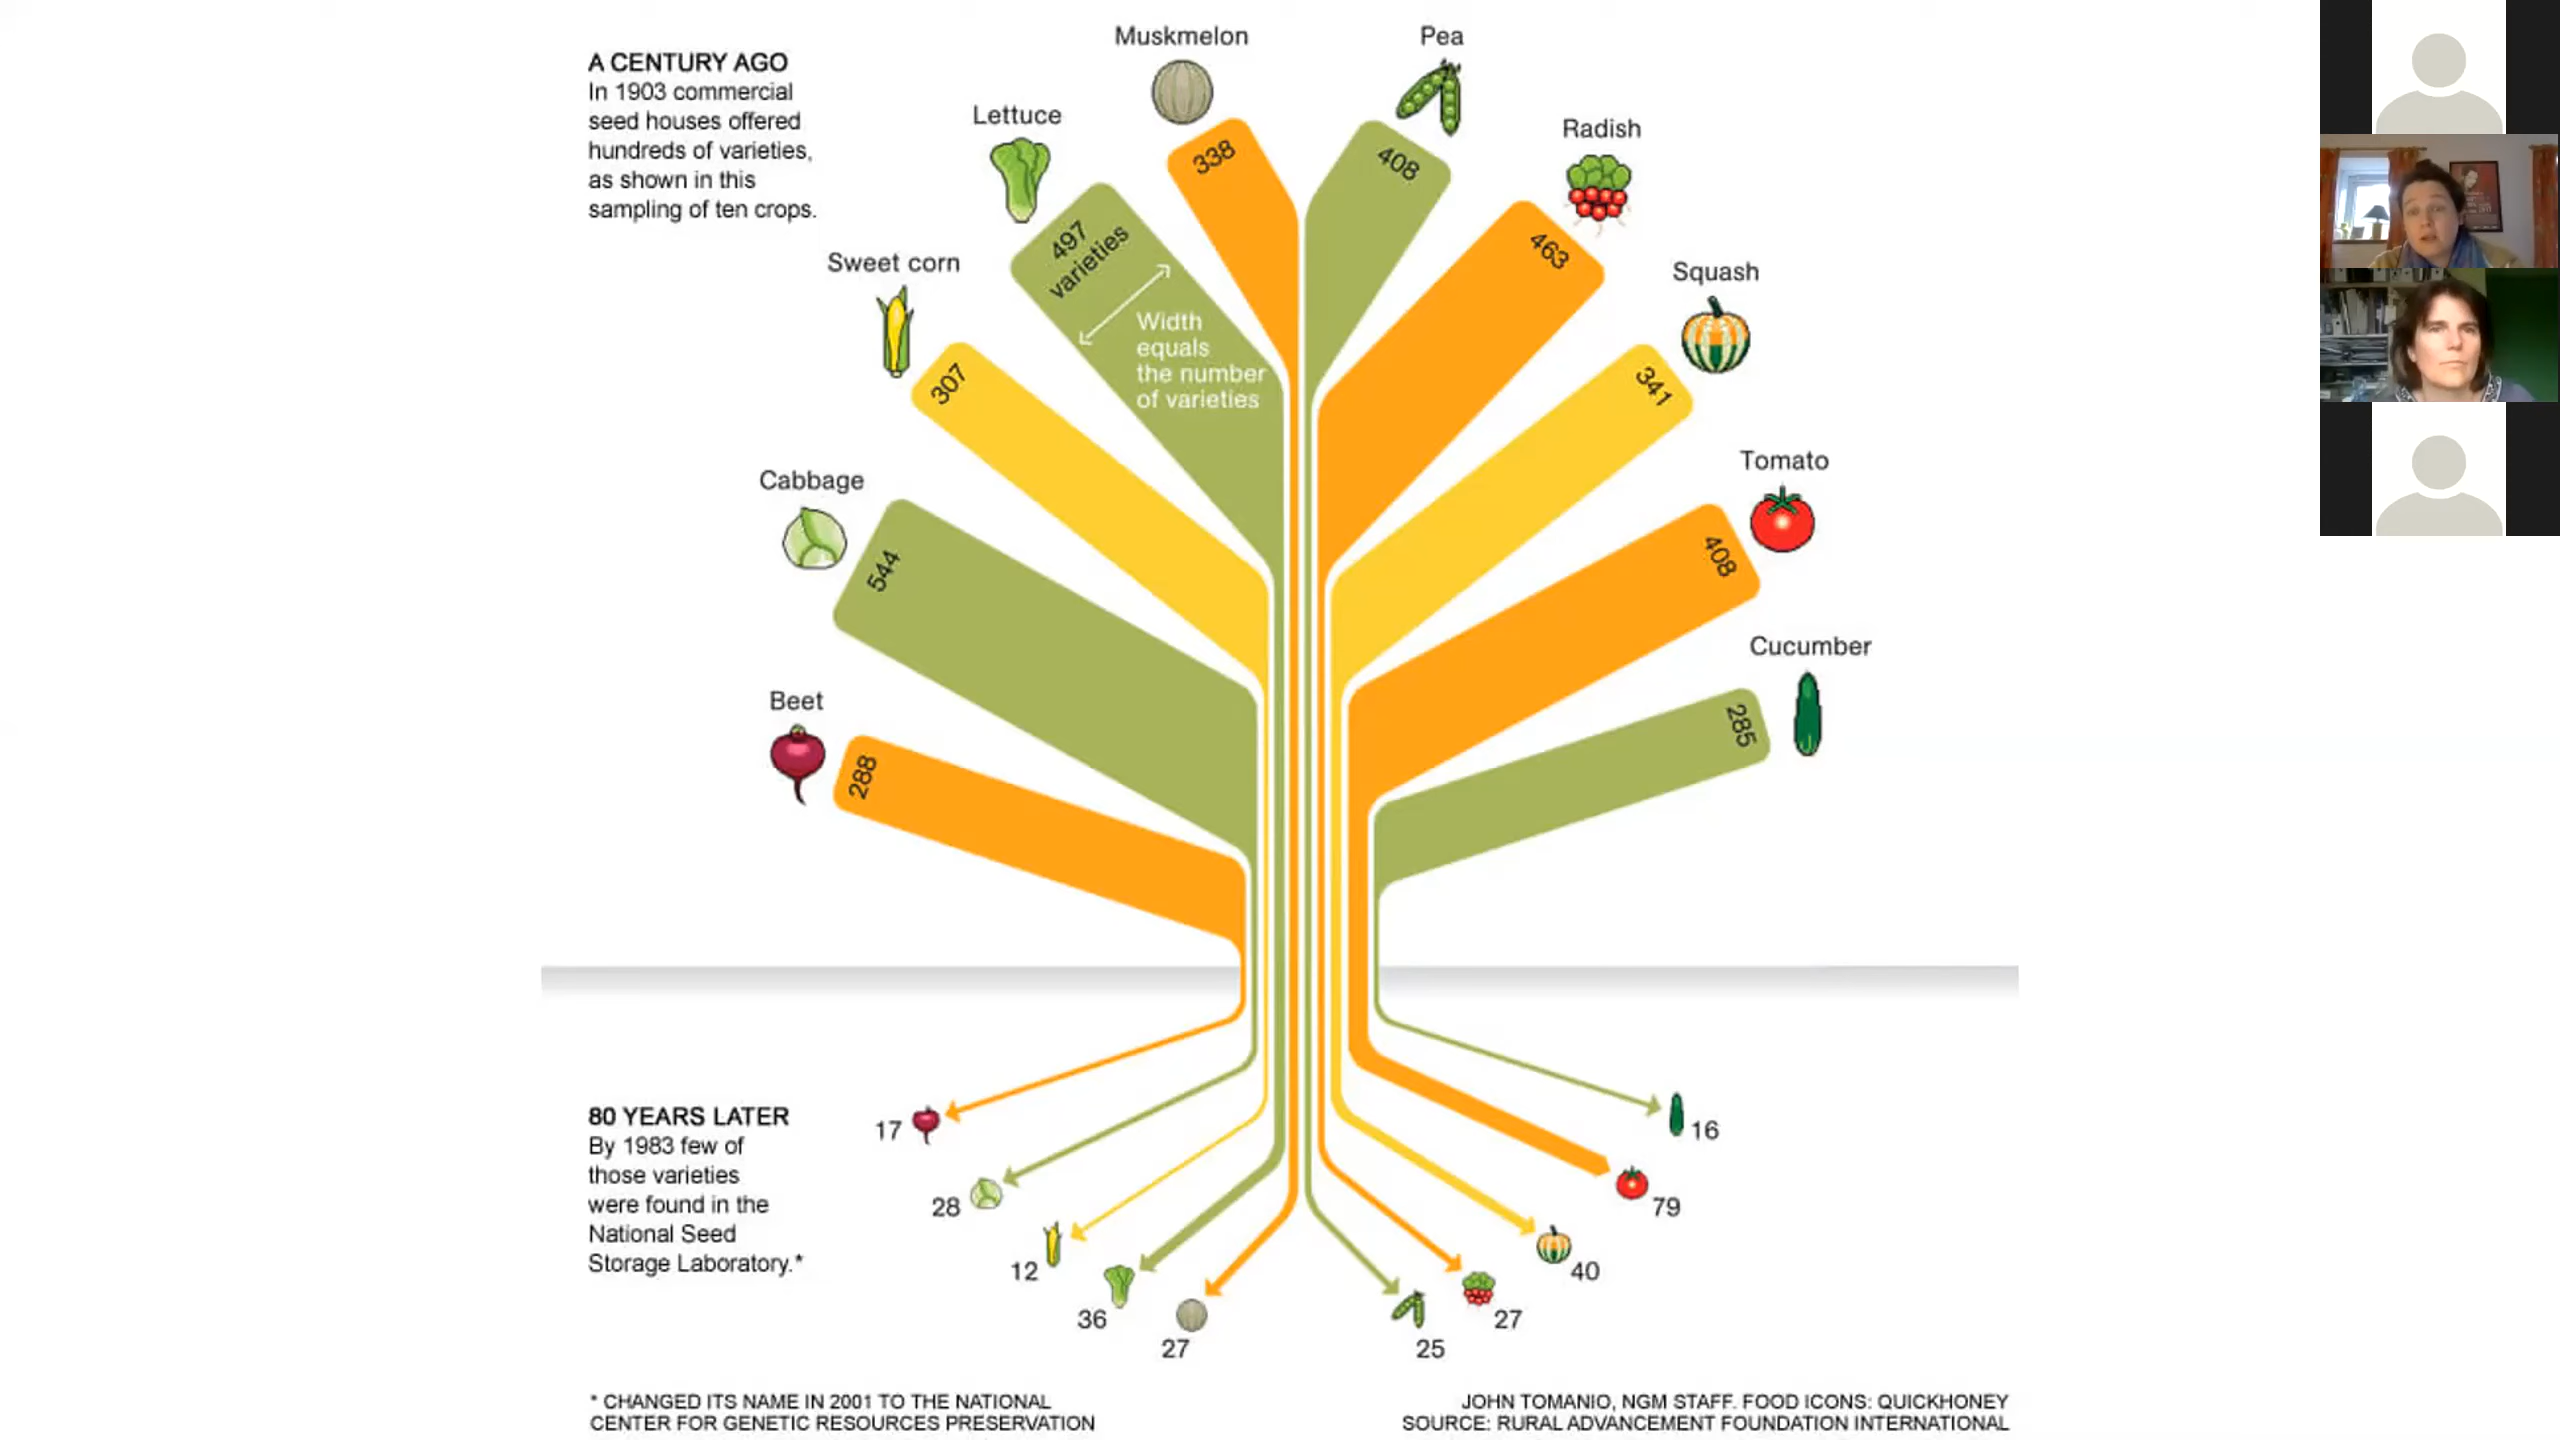 A CENTURY AGO
In 1903 commercial
seed houses offered
hundreds of varieties,
as shown in this
sampling of ten crops.
Muskmelon
338
Pea
408
Lettuce
497
varieties
Width
equals
the number
of varieties
Radish
463
Sweet corn
307
Squash
341
Cabbage
544
Tomato
408
Beet
288
Cucumber
285
80 YEARS LATER
By 1983 few of
those varieties
were found in the
National Seed
Storage Laboratory.*
17
28
12
36
27
25
27
40
79
16
* CHANGED ITS NAME IN 2001 TO THE NATIONAL
CENTER FOR GENETIC RESOURCES PRESERVATION
JOHN TOMANIO, NGM STAFF. FOOD ICONS: QUICKHONEY
SOURCE: RURAL ADVANCEMENT FOUNDATION INTERNATIONAL